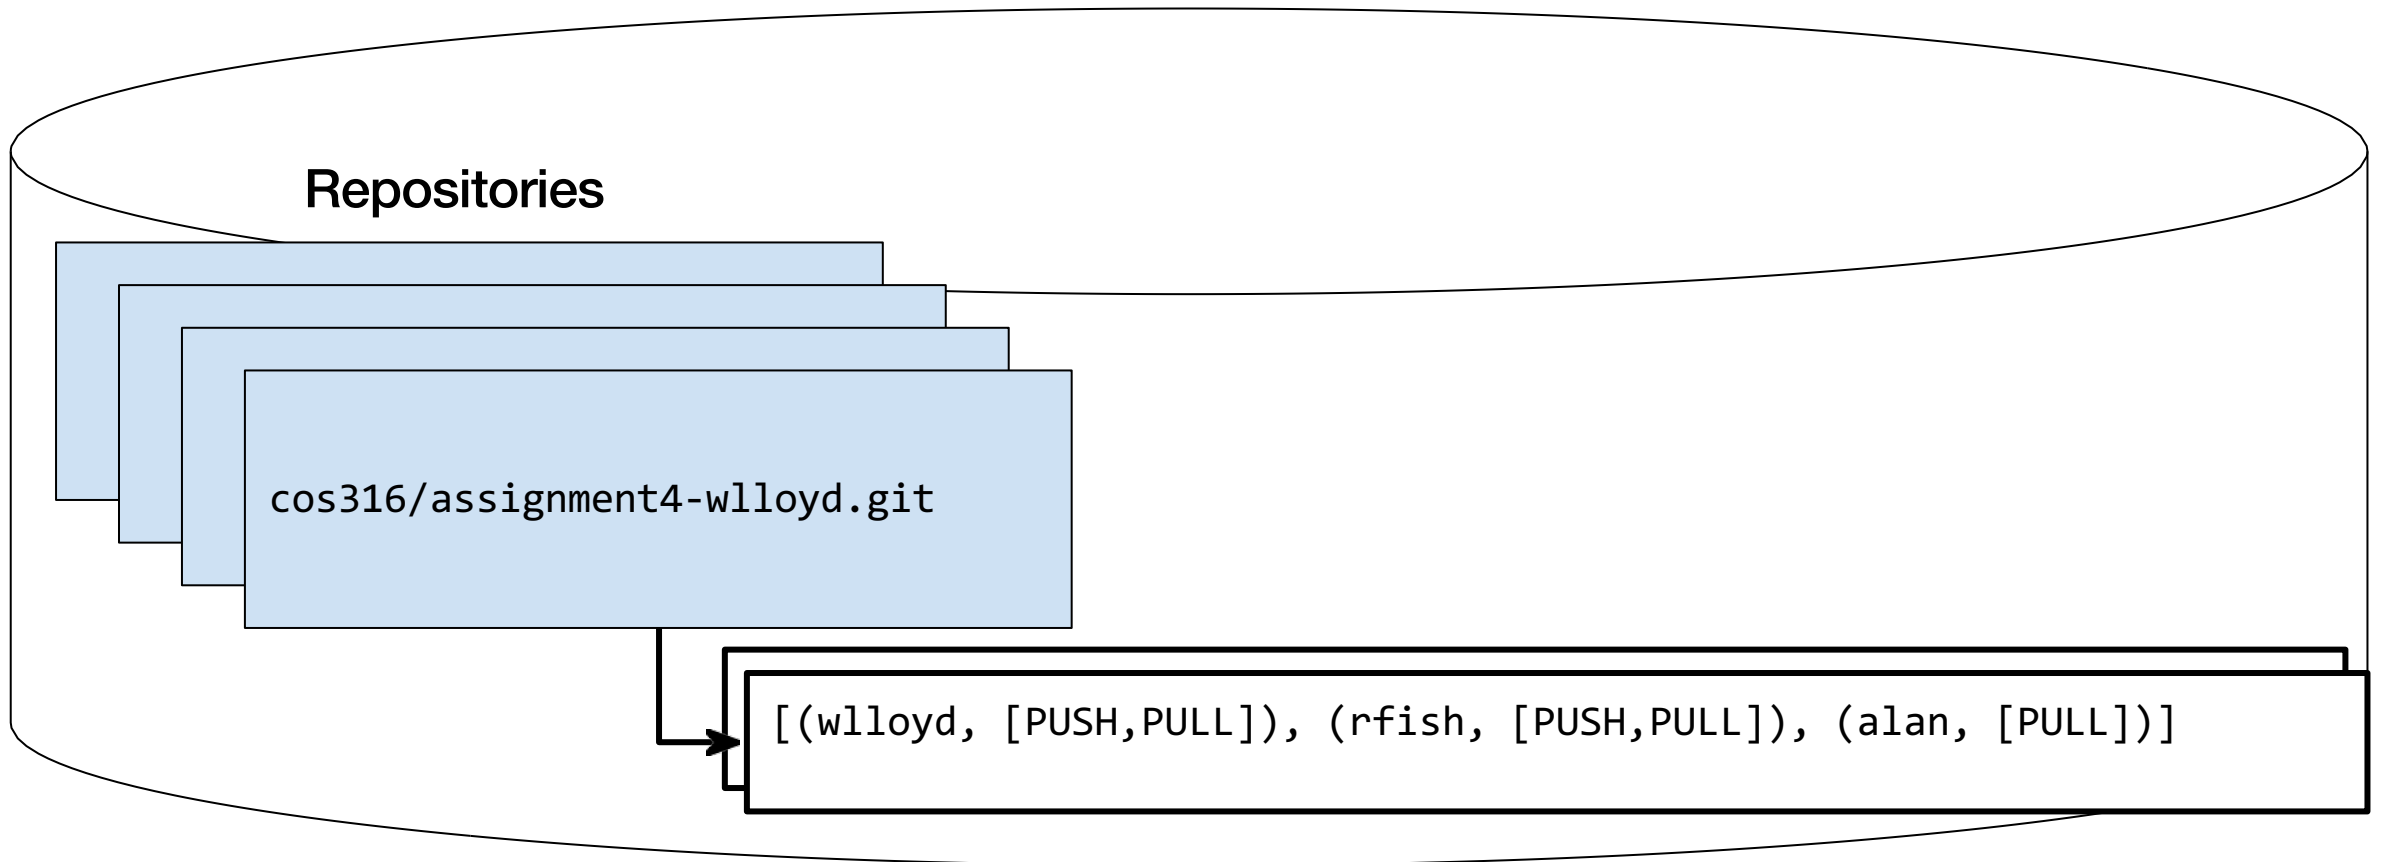 Repositories
cos316/assignment4-wlloyd.git
[(wlloyd, [PUSH,PULL]), (rfish, [PUSH,PULL]), (alan, [PULL])]